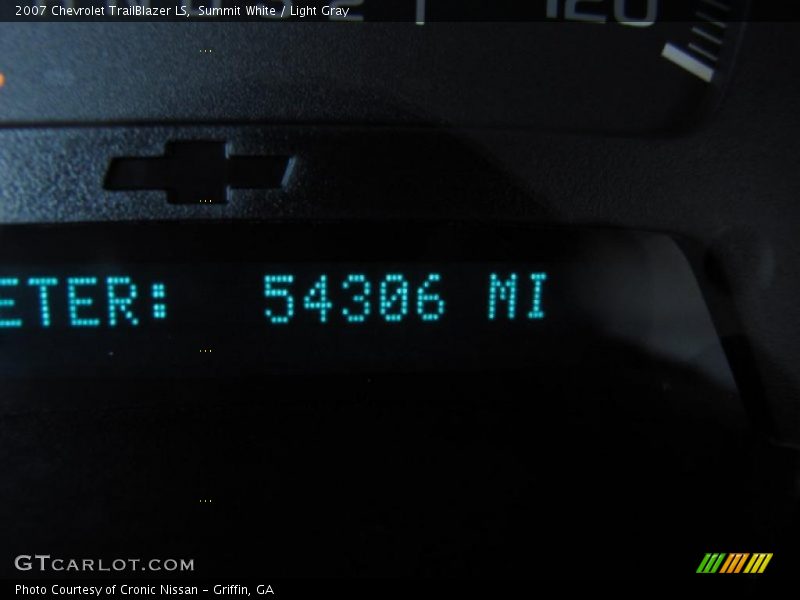 2007 Chevrolet TrailBlazer LS, Summit White / Light Gray
120
ETER: 54306 MI
GTCARLOT.COM
Photo Courtesy of Cronic Nissan - Griffin, GA